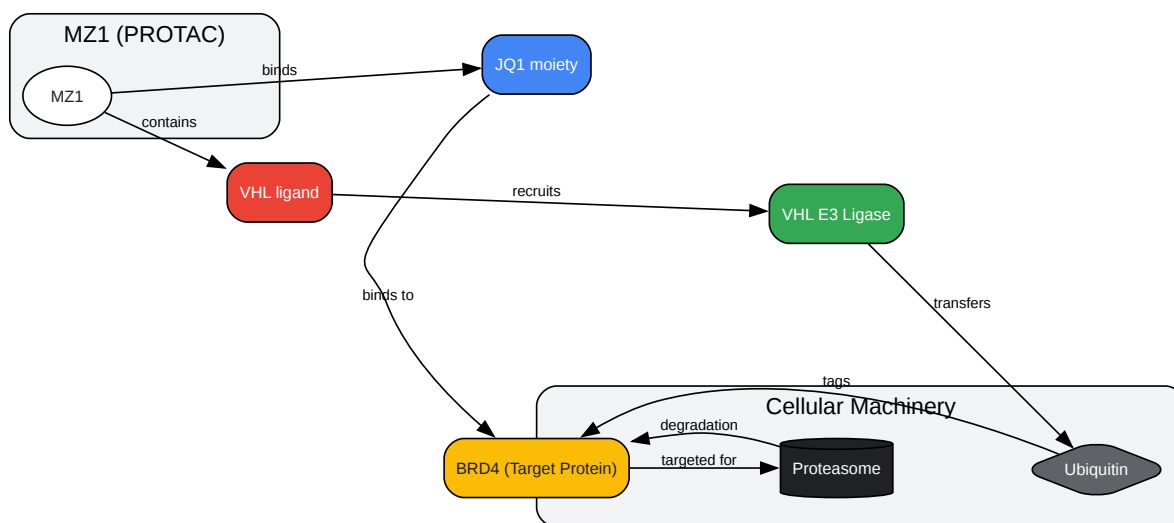 MZ1 (PROTAC)
MZ1
binds
JQ1 moiety
contains
VHL ligand
recruits
VHL E3 Ligase
binds to
transfers
tags
Cellular Machinery
degradation
BRD4 (Target Protein)
targeted for
Proteasome
Ubiquitin